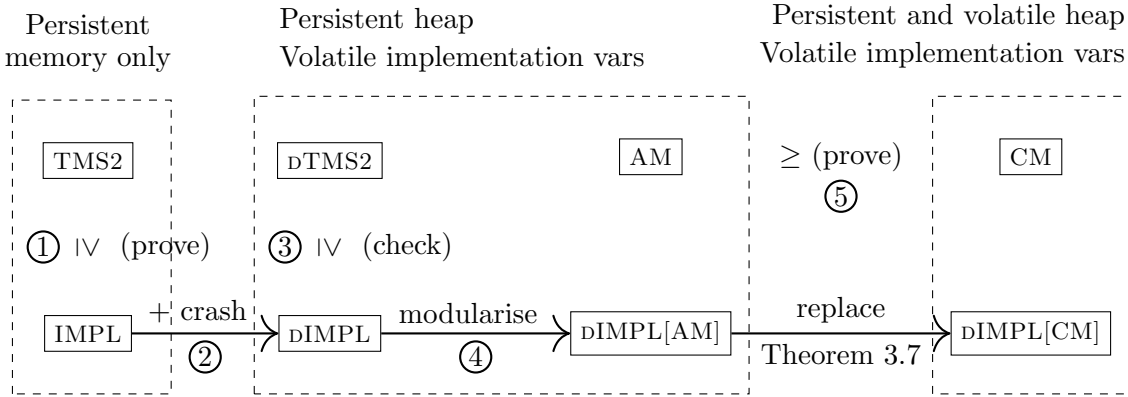 Persistent
memory only
Persistent heap
Volatile implementation vars
Persistent and volatile heap
Volatile implementation vars
TMS2
DTMS2
AM
≥ (prove)
⑤
CM
① |∨ (prove)
③ |∨ (check)
IMPL
+ crash
②
DIMPL
modularise
④
DIMPL[AM]
replace
Theorem 3.7
DIMPL[CM]